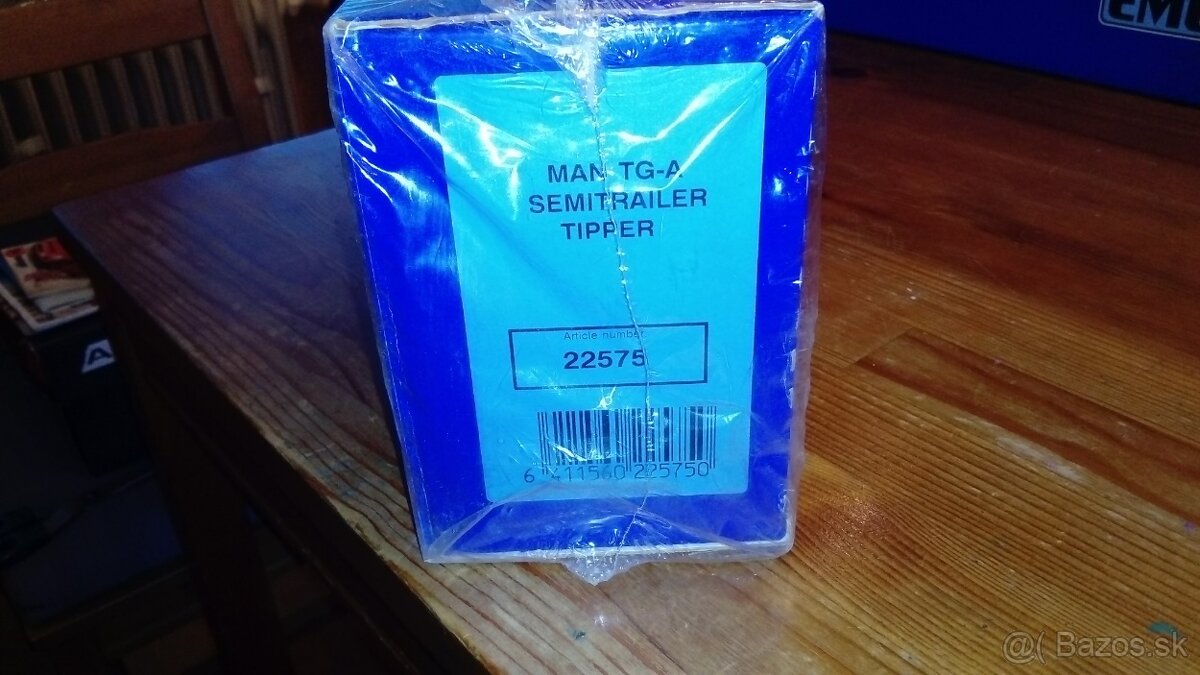 MAN TG-A
SEMITRAILER
TIPPER
Article number
22575
6 411560 225750
A
@( Bazos.sk